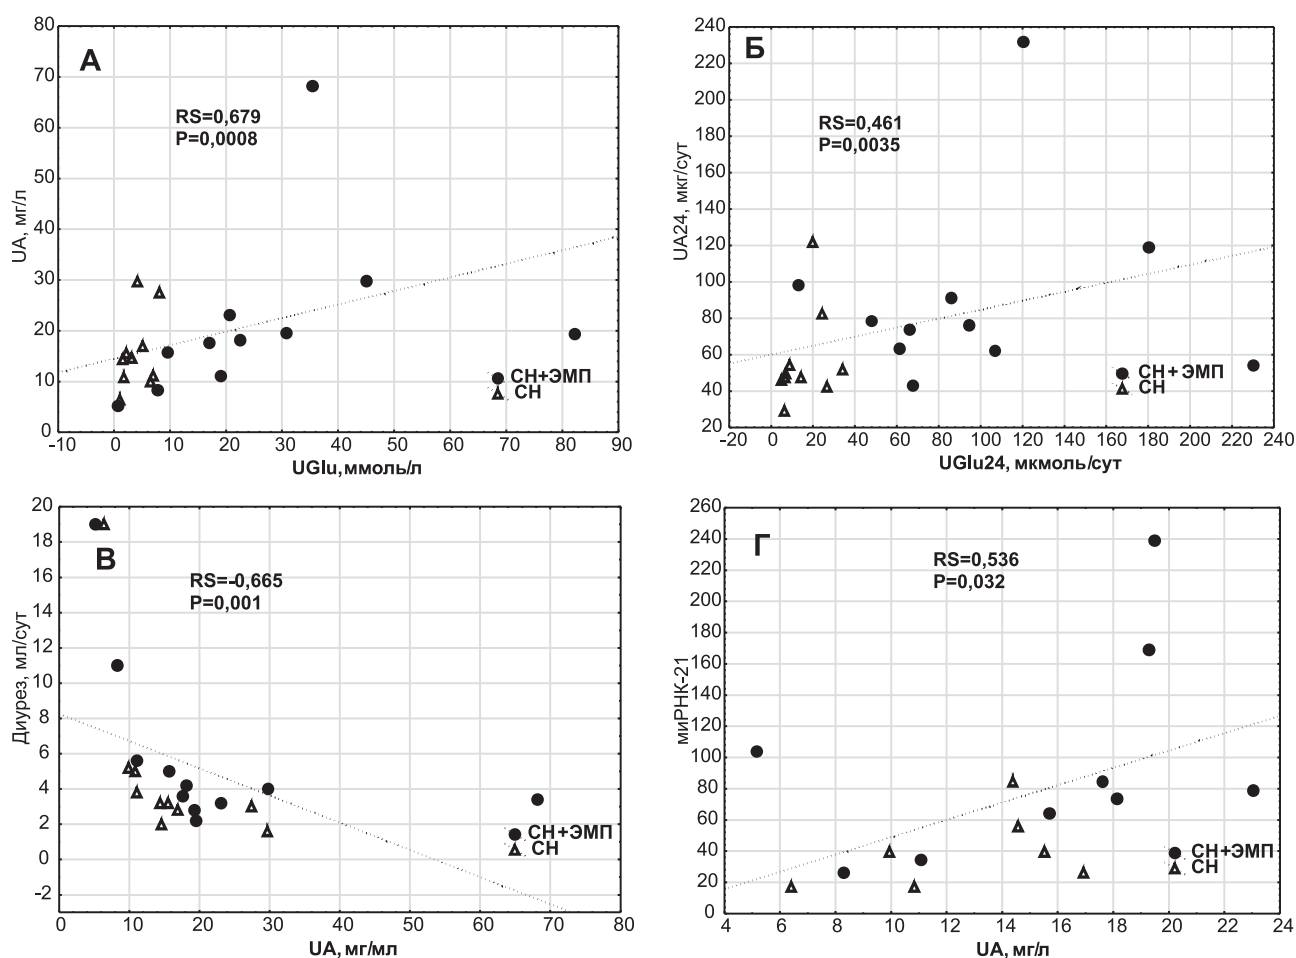 А
RS=0,679
P=0,0008
UA, мг/л
80
70
60
50
40
30
20
10
0
-10 0 10 20 30 40 50 60 70 80 90
UGlu, ммоль/л
СН+ЭМП
СН
Б
RS=0,461
P=0,0035
UA24, мкг/сут
240
220
200
180
160
140
120
100
80
60
40
20
-20 0 20 40 60 80 100 120 140 160 180 200 220 240
UGlu24, мкмоль/сут
СН+ЭМП
СН
В
RS=-0,665
P=0,001
Диурез, мл/сут
20
18
16
14
12
10
8
6
4
2
0
-2
0 10 20 30 40 50 60 70 80
UA, мг/мл
СН+ЭМП
СН
Г
RS=0,536
P=0,032
миРНК-21
260
240
220
200
180
160
140
120
100
80
60
40
20
0
4 6 8 10 12 14 16 18 20 22 24
UA, мг/л
СН+ЭМП
СН